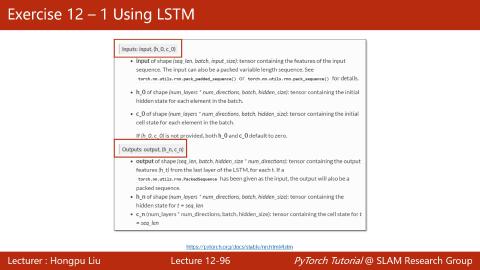 Exercise 12 – 1 Using LSTM
Inputs: input, (h_0, c_0)
• input of shape (seq_len, batch, input_size): tensor containing the features of the input
sequence. The input can also be a packed variable length sequence. See
torch.nn.utils.rnn.pack_padded_sequence() or torch.nn.utils.rnn.pack_sequence() for details.
• h_0 of shape (num_layers * num_directions, batch, hidden_size): tensor containing the initial
hidden state for each element in the batch.
• c_0 of shape (num_layers * num_directions, batch, hidden_size): tensor containing the initial
cell state for each element in the batch.
If (h_0, c_0) is not provided, both h_0 and c_0 default to zero.
Outputs: output, (h_n, c_n)
• output of shape (seq_len, batch, hidden_size * num_directions): tensor containing the output
features (h_t) from the last layer of the LSTM, for each t. If a
torch.nn.utils.rnn.PackedSequence has been given as the input, the output will also be a
packed sequence.
• h_n of shape (num_layers * num_directions, batch, hidden_size): tensor containing the
hidden state for t = seq_len
• c_n (num_layers * num_directions, batch, hidden_size): tensor containing the cell state for t
= seq_len
https://pytorch.org/docs/stable/nn.html#lstm
Lecturer : Hongpu Liu
Lecture 12-96
PyTorch Tutorial @ SLAM Research Group